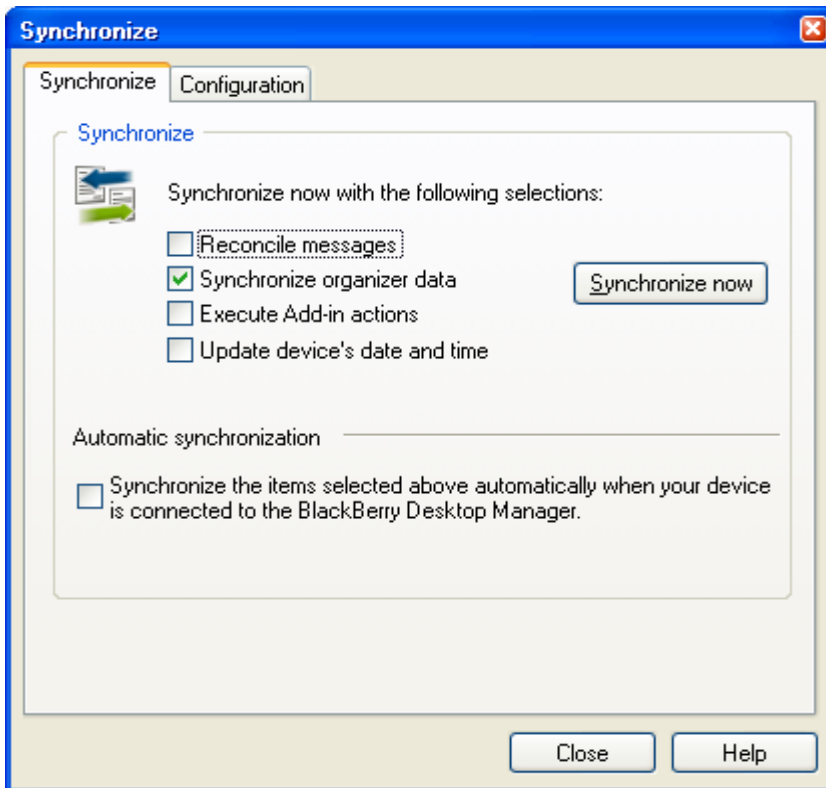 Synchronize
Synchronize
Configuration
Synchronize
Synchronize now with the following selections:
Reconcile messages
Synchronize organizer data
Synchronize now
Execute Add-in actions
Update device's date and time
Automatic synchronization
Synchronize the items selected above automatically when your device
is connected to the BlackBerry Desktop Manager.
Close
Help